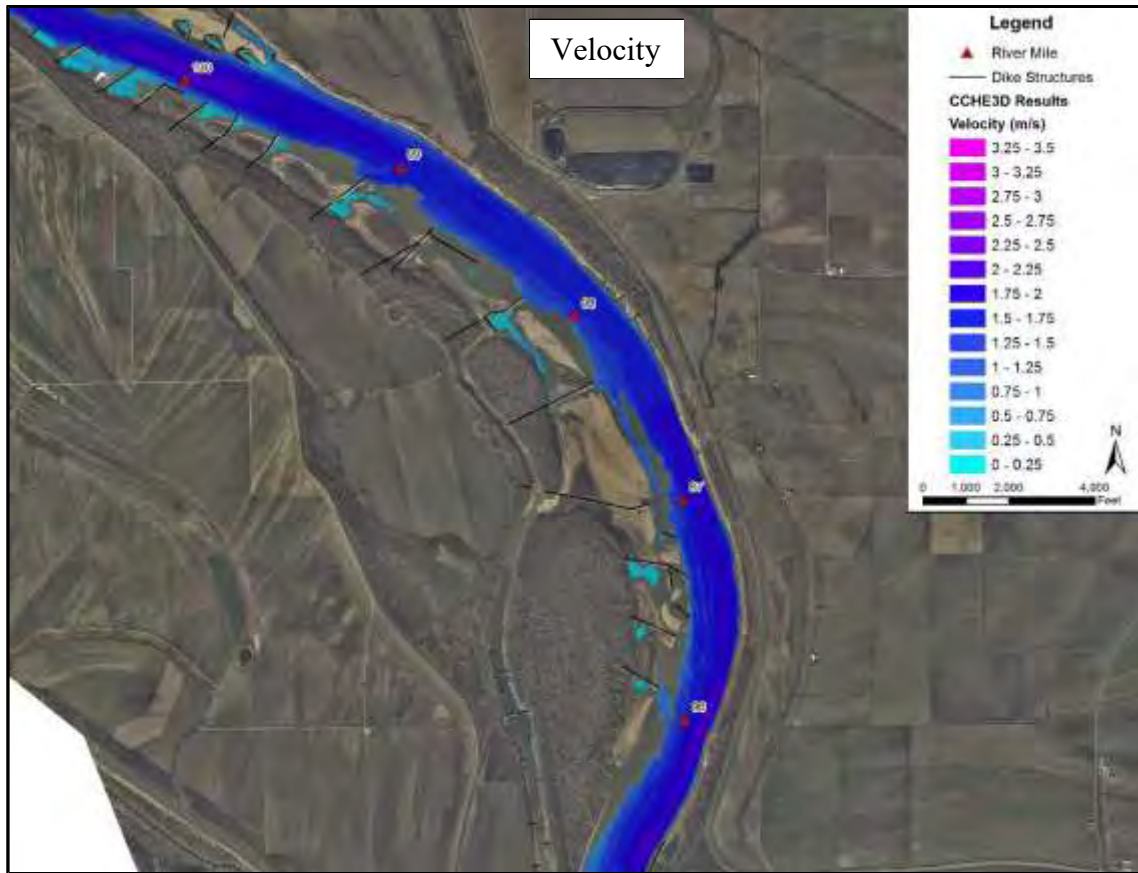 Velocity
Legend
River Mile
Dike Structures
CCHE3D Results
Velocity (m/s)
3.25 - 3.5
3 - 3.25
2.75 - 3
2.5 - 2.75
2.25 - 2.5
2 - 2.25
1.75 - 2
1.5 - 1.75
1.25 - 1.5
1 - 1.25
0.75 - 1
0.5 - 0.75
0.25 - 0.5
0 - 0.25
N
0 1,000 2,000 4,000
Feet